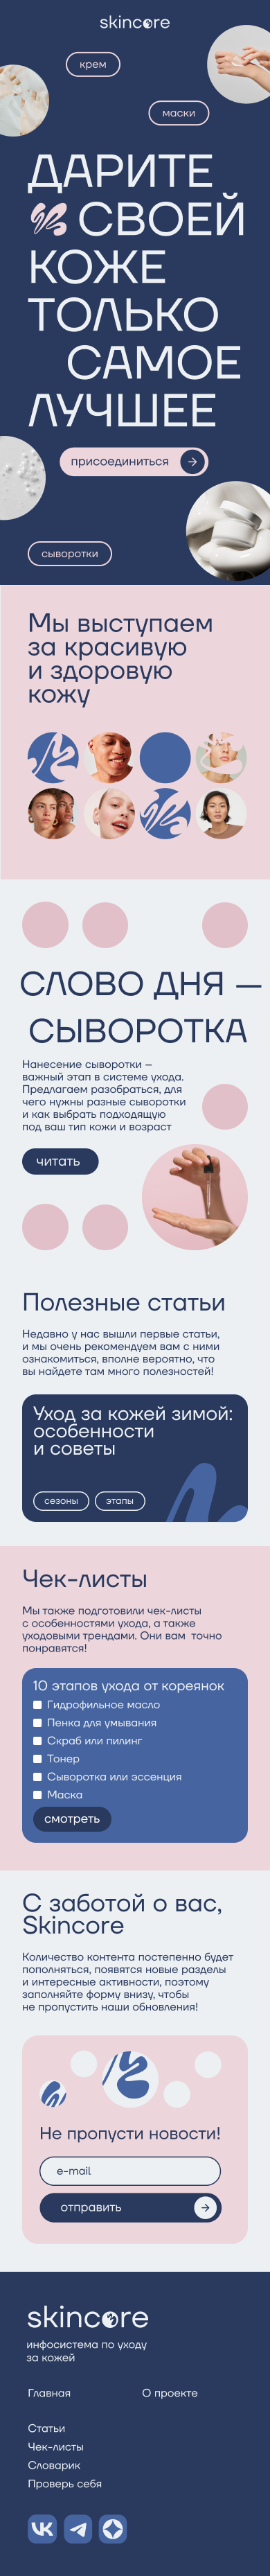 skincore
крем
маски
ДАРИТЕ
СВОЕЙ
КОЖЕ
ТОЛЬКО
САМОЕ
ЛУЧШЕЕ
присоединиться
сыворотки
Мы выступаем
за красивую
и здоровую
кожу
СЛОВО ДНЯ —
СЫВОРОТКА
Нанесение сыворотки –
важный этап в системе ухода.
Предлагаем разобраться, для
чего нужны разные сыворотки
и как выбрать подходящую
под ваш тип кожи и возраст
читать
Полезные статьи
Недавно у нас вышли первые статьи,
и мы очень рекомендуем вам с ними
ознакомиться, вполне вероятно, что
вы найдете там много полезностей!
Уход за кожей зимой:
особенности
и советы
сезоны
этапы
Чек-листы
Мы также подготовили чек-листы
с особенностями ухода, а также
уходовыми трендами. Они вам точно
понравятся!
10 этапов ухода от кореянок
Гидрофильное масло
Пенка для умывания
Скраб или пилинг
Тонер
Сыворотка или эссенция
Маска
смотреть
С заботой о вас,
Skincore
Количество контента постепенно будет
пополняться, появятся новые разделы
и интересные активности, поэтому
заполняйте форму внизу, чтобы
не пропустить наши обновления!
Не пропусти новости!
e-mail
отправить
skincore
инфосистема по уходу
за кожей
Главная
О проекте
Статьи
Чек-листы
Словарик
Проверь себя